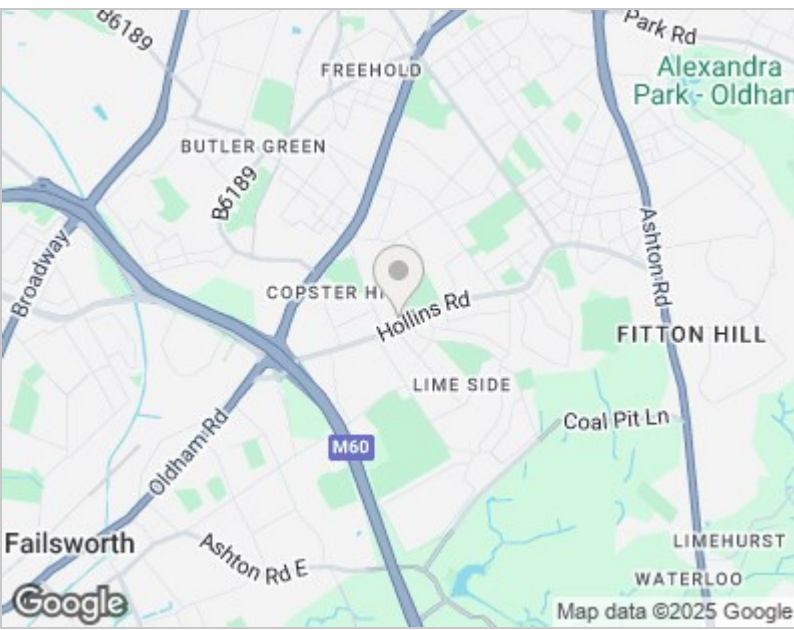 B6189
Park Rd
FREEHOLD
Alexandra
Park - Oldham
BUTLER GREEN
B6189
Ashton Rd
Broadway
COPSTER HI
Hollins Rd
FITTON HILL
LIME SIDE
Coal Pit Ln
Oldham Rd
M60
Failsworth
Ashton Rd E
LIMEHURST
WATERLOO
Google
Map data ©2025 Google